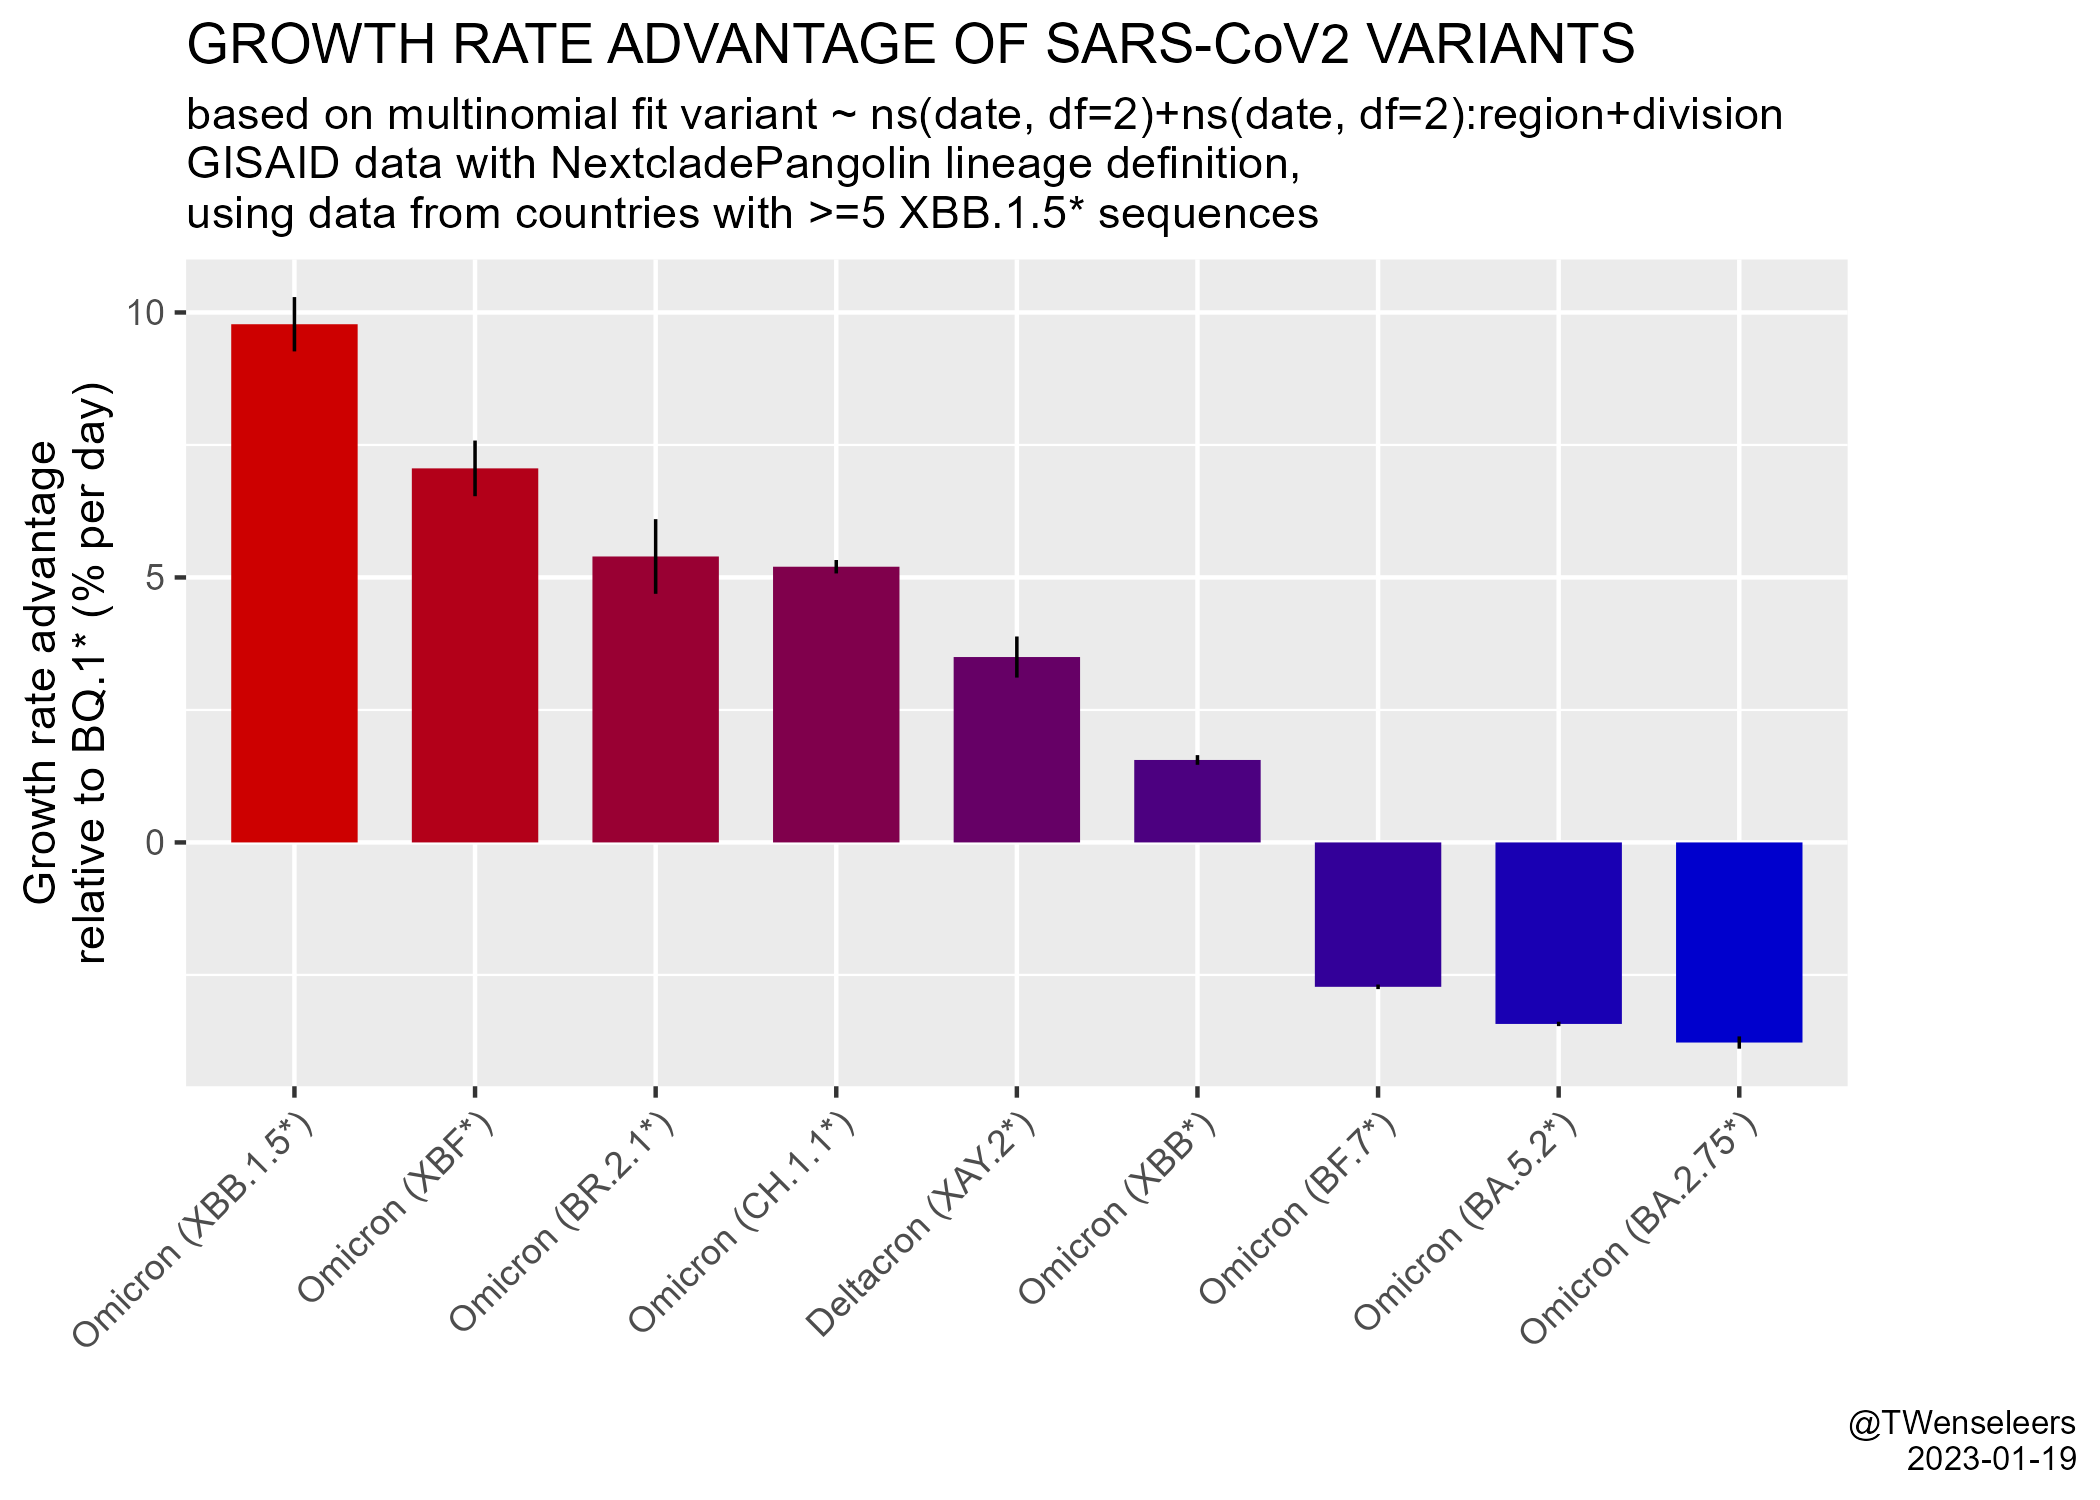 GROWTH RATE ADVANTAGE OF SARS-CoV2 VARIANTS
based on multinomial fit variant ~ ns(date, df=2)+ns(date, df=2):region+division
GISAID data with NextcladePangolin lineage definition,
using data from countries with >=5 XBB.1.5* sequences
Growth rate advantage
relative to BQ.1* (% per day)
10
5
0
Omicron (XBB.1.5*)
Omicron (XBF*)
Omicron (BR.2.1*)
Omicron (CH.1.1*)
Deltacron (XAY.2*)
Omicron (XBB*)
Omicron (BF.7*)
Omicron (BA.5.2*)
Omicron (BA.2.75*)
@TWenseleers
2023-01-19